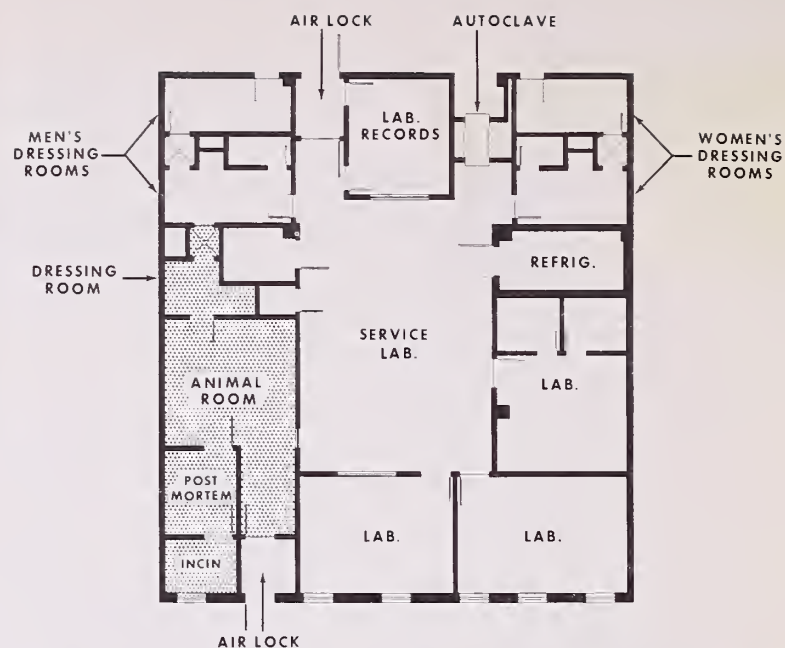 AIR LOCK
AUTOCLAVE
LAB.
RECORDS
MEN'S
DRESSING
ROOMS
WOMEN'S
DRESSING
ROOMS
DRESSING
ROOM
REFRIG.
SERVICE
LAB.
ANIMAL
ROOM
LAB.
POST
MORTEM
LAB.
LAB.
INCIN
AIR LOCK